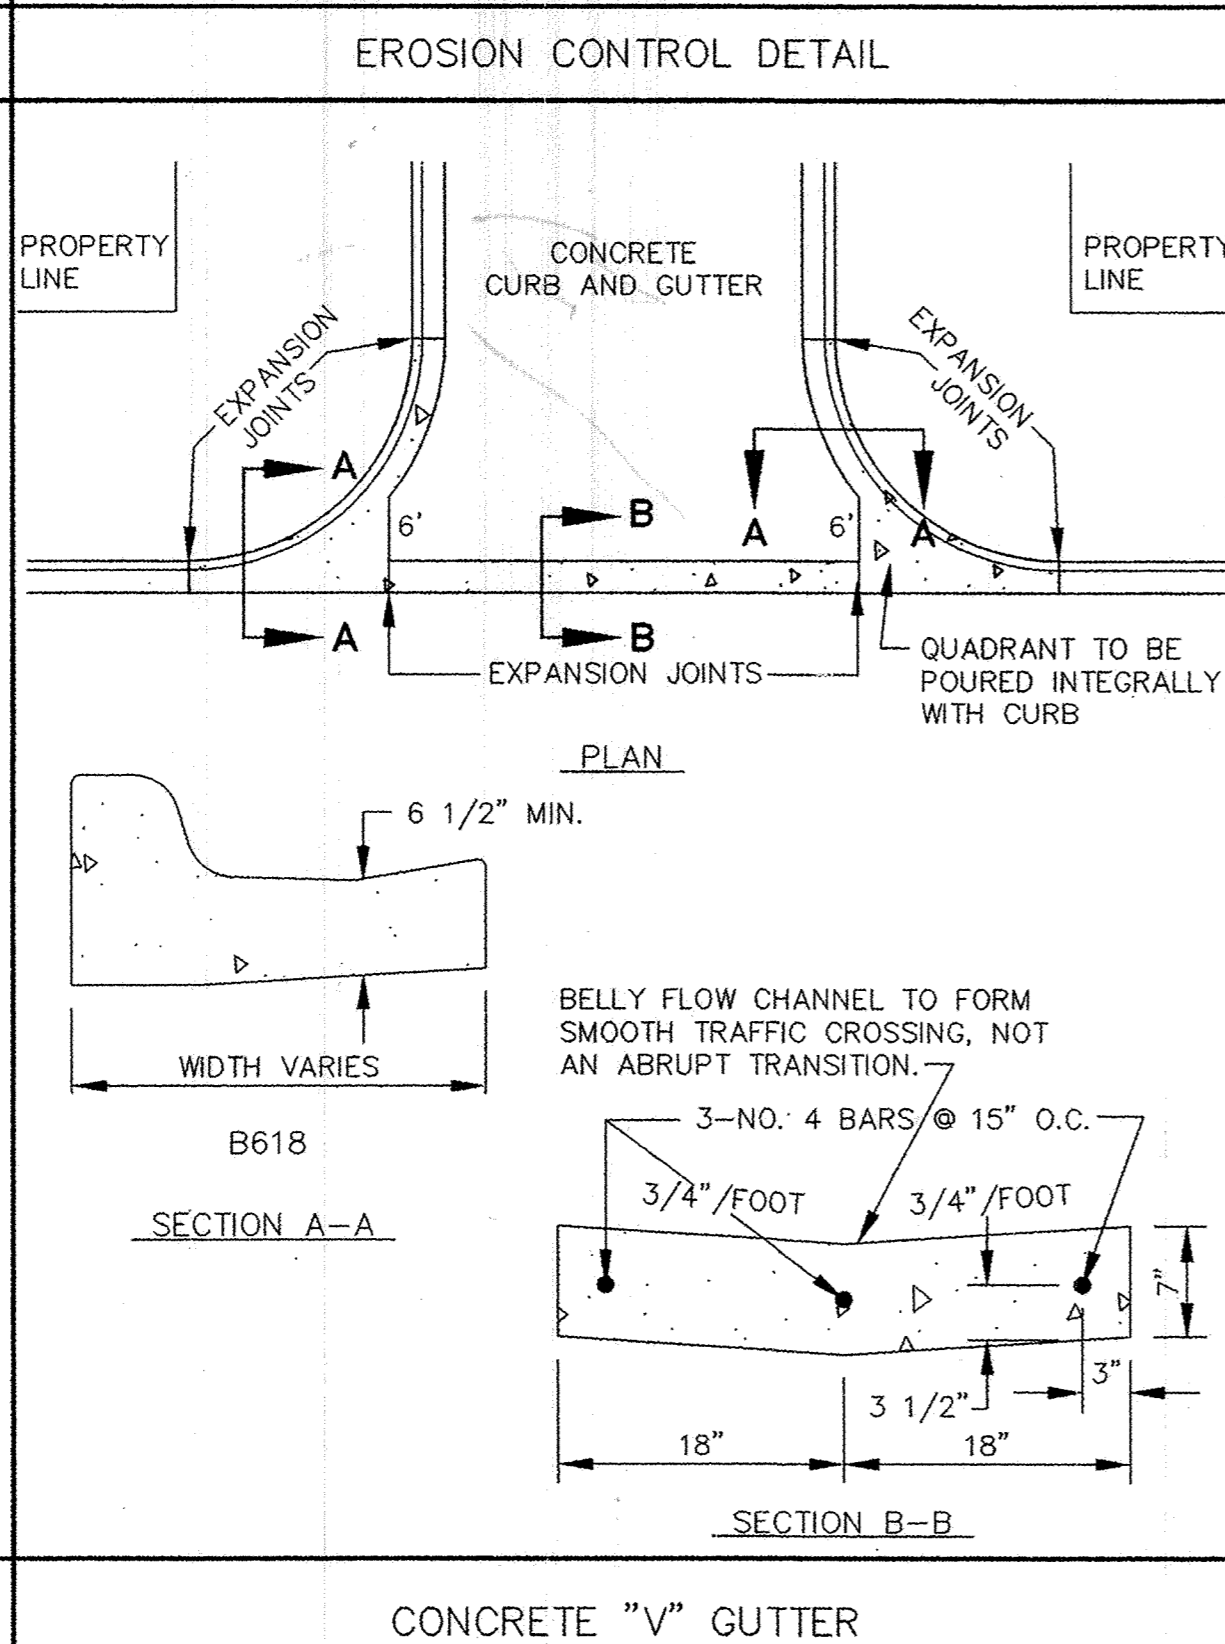 EROSION CONTROL DETAIL
PROPERTY
LINE
CONCRETE
CURB AND GUTTER
PROPERTY
LINE
EXPANSION
JOINTS
EXPANSION
JOINTS
A
A
6'
B
B
A
A
6'
EXPANSION JOINTS
QUADRANT TO BE
POURED INTEGRALLY
WITH CURB
PLAN
6 1/2" MIN.
WIDTH VARIES
B618
SECTION A-A
BELLY FLOW CHANNEL TO FORM
SMOOTH TRAFFIC CROSSING, NOT
AN ABRUPT TRANSITION.
3-NO. 4 BARS @ 15" O.C.
3/4"/FOOT
3/4"/FOOT
7"
3"
3 1/2"
18"
18"
SECTION B-B
CONCRETE "V" GUTTER